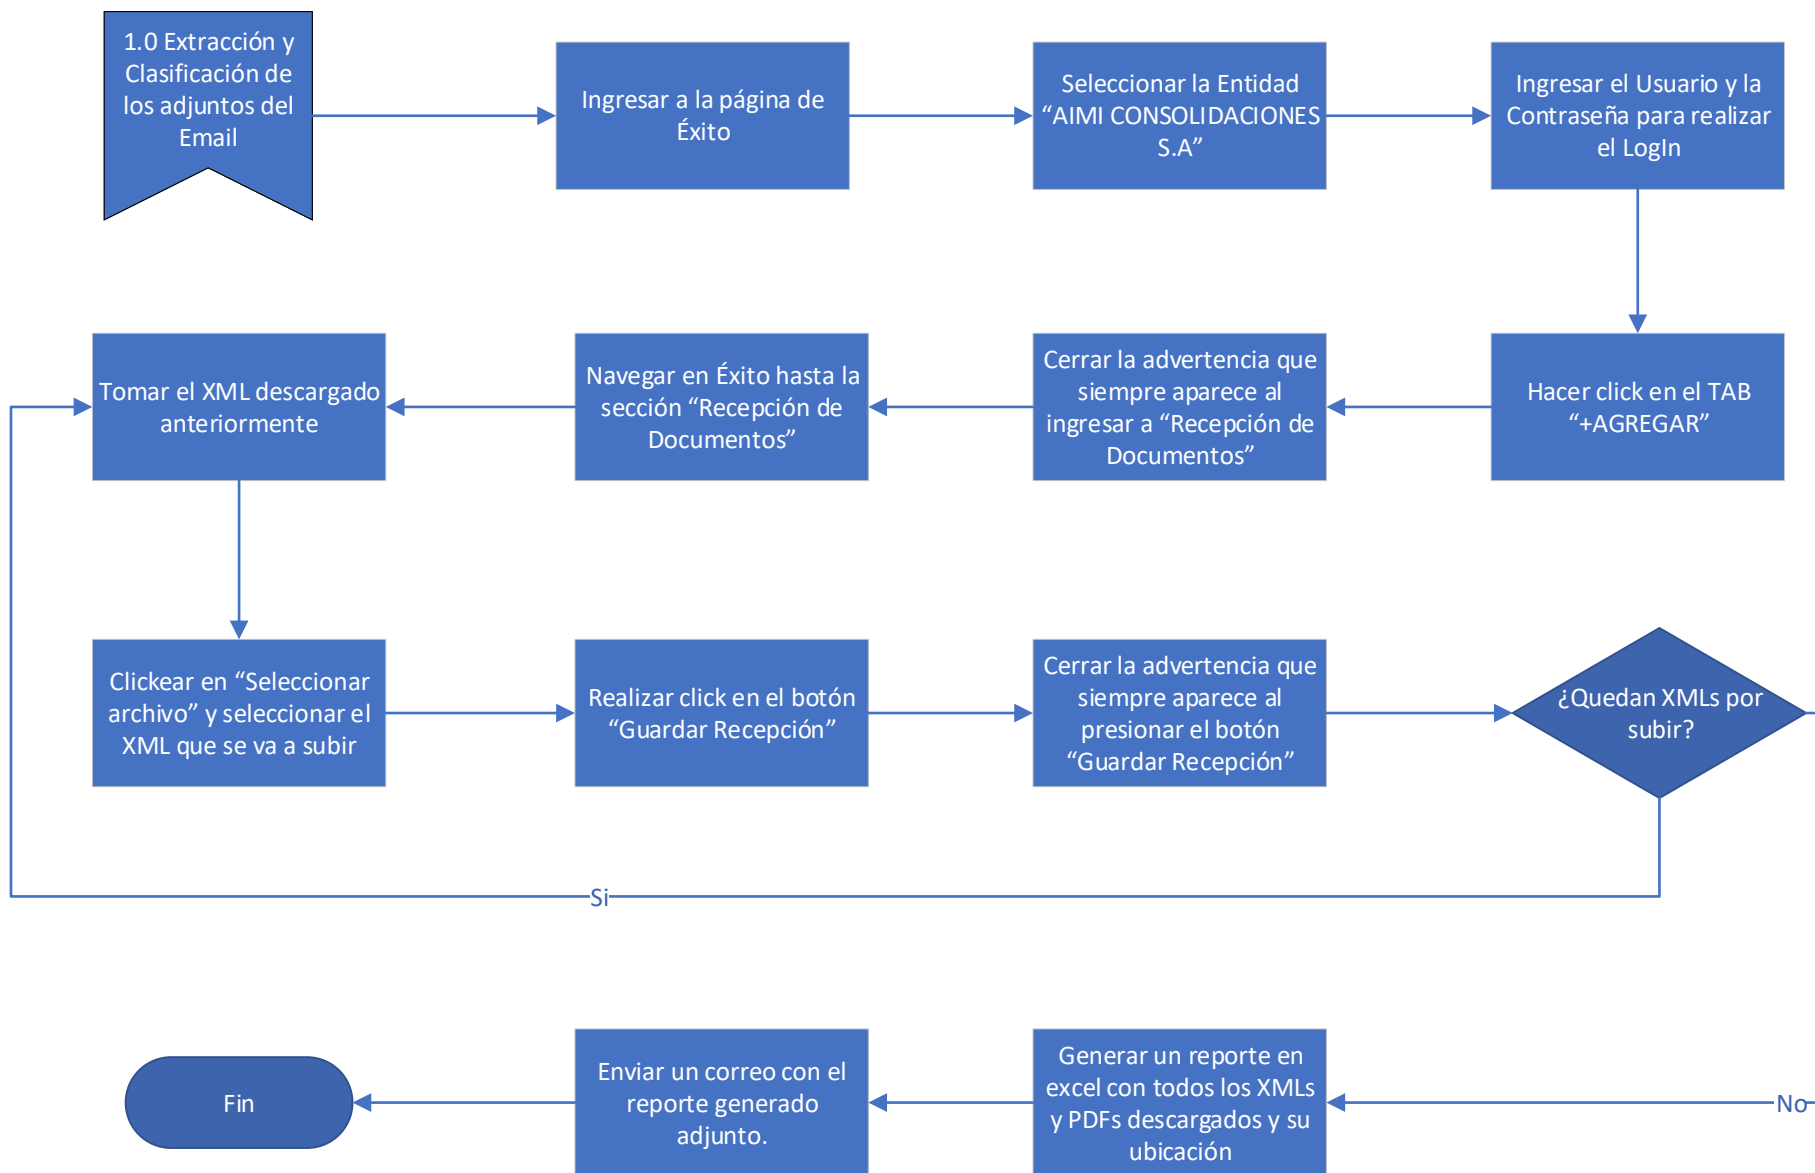 1.0 Extracción y
Clasificación de
los adjuntos del
Email
Ingresar a la página de
Éxito
Seleccionar la Entidad
“AIMI CONSOLIDACIONES
S.A”
Ingresar el Usuario y la
Contraseña para realizar
el LogIn
Hacer click en el TAB
“+AGREGAR”
Cerrar la advertencia que
siempre aparece al
ingresar a “Recepción de
Documentos”
Navegar en Éxito hasta la
sección “Recepción de
Documentos”
Tomar el XML descargado
anteriormente
Clickear en “Seleccionar
archivo” y seleccionar el
XML que se va a subir
Realizar click en el botón
“Guardar Recepción”
Cerrar la advertencia que
siempre aparece al
presionar el botón
“Guardar Recepción”
¿Quedan XMLs por
subir?
Si
No
Generar un reporte en
excel con todos los XMLs
y PDFs descargados y su
ubicación
Enviar un correo con el
reporte generado
adjunto.
Fin